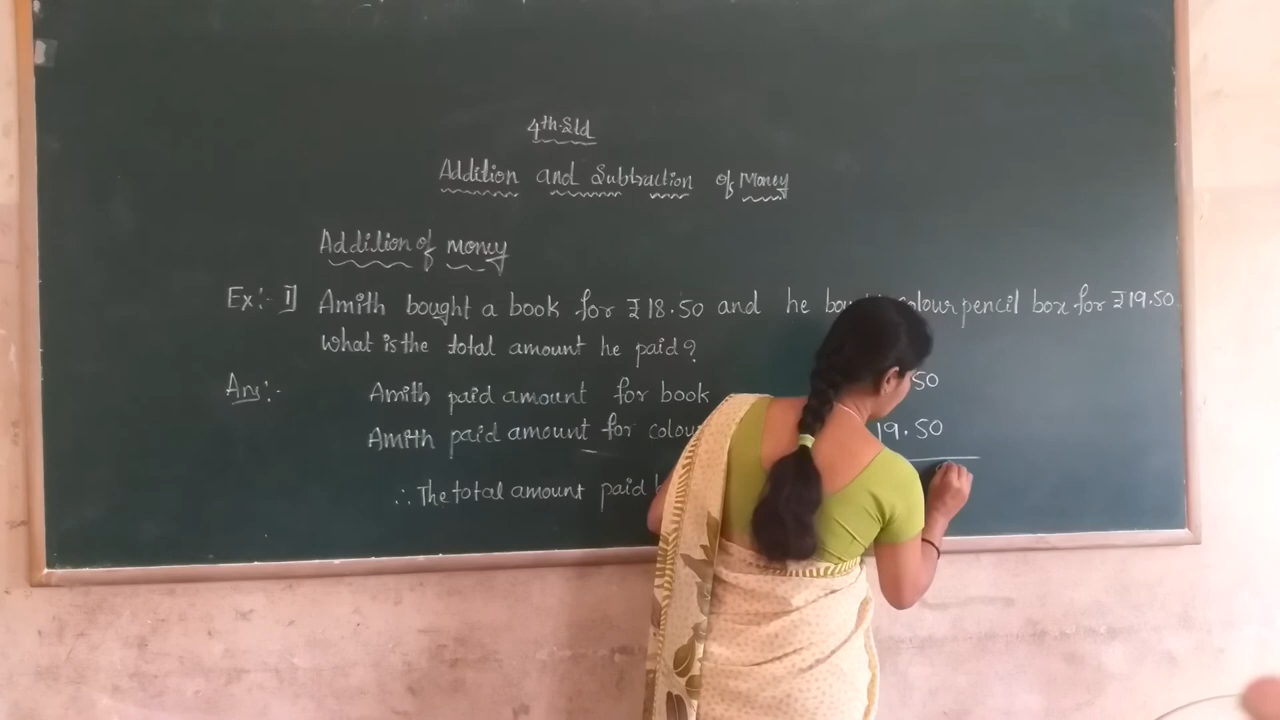 4th Std
Addition and Subtraction of Money
Addition of money
Ex:- 1] Amith bought a book for ₹18.50 and he colour pencil box for ₹19.50.
What is the total amount he paid?
Ans:- Amith paid amount for book 50
Amith paid amount for 19.50
∴ The total amount paid